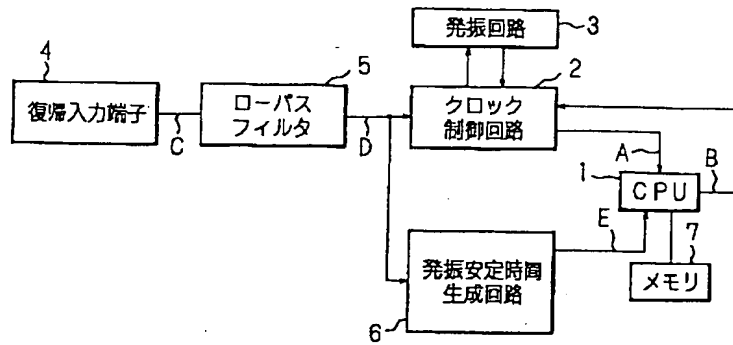 発振回路
3
4
5
2
復帰入力端子
ローパス
フィルタ
クロック
制御回路
C
D
A
1
CPU
B
E
7
発振安定時間
生成回路
メモリ
6